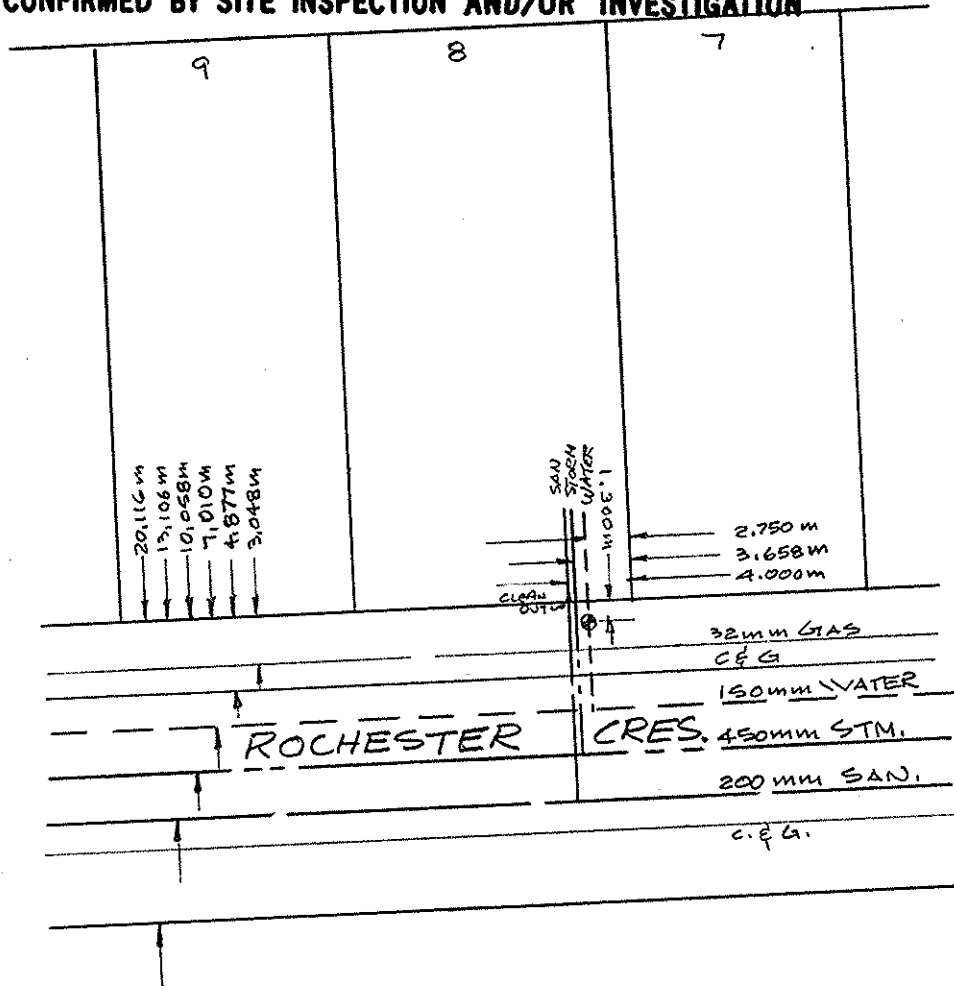 CONFIRMED BY SITE INSPECTION AND/OR INVESTIGATION
9
8
7
20.116m
13,106m
10,058m
7,010m
4.877m
3,048m
SAN
STORM
WATER
1.300m
2.750 m
3.658m
4.000m
CLEAN
OUT
32mm GAS
C & G
150mm WATER
ROCHESTER CRES.
450mm STM.
200 mm SAN.
C. & G.